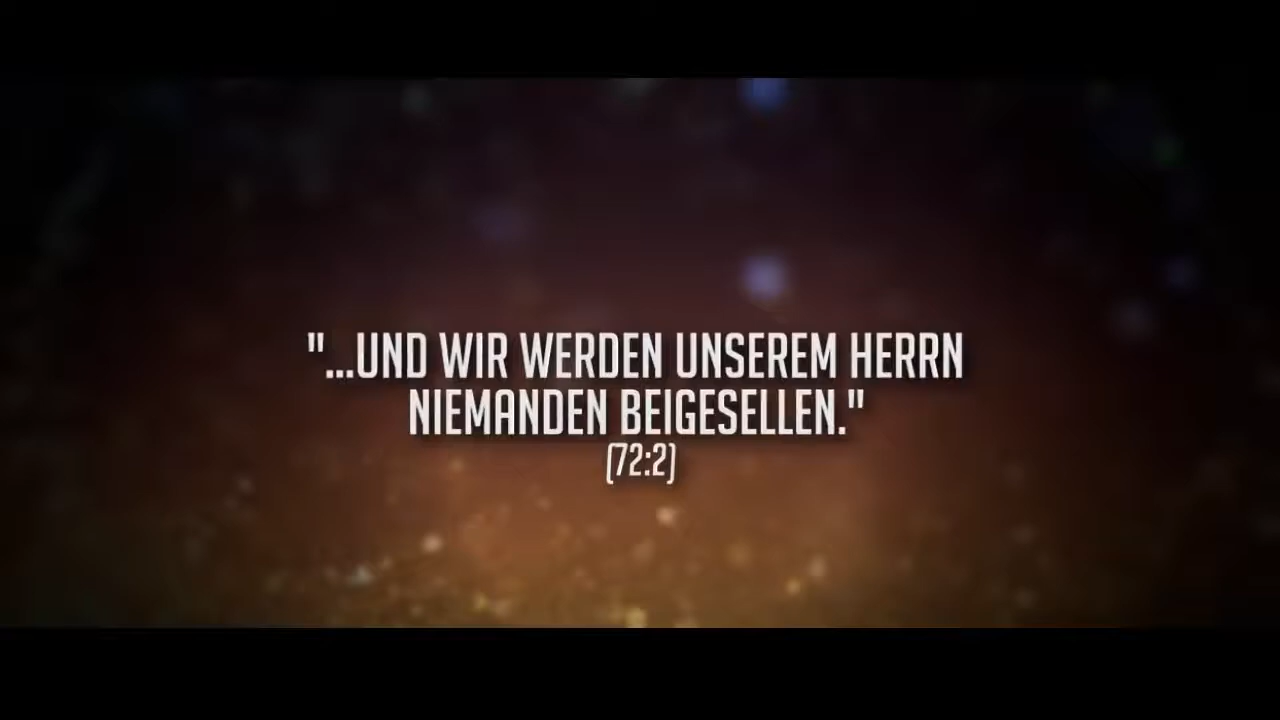 "...UND WIR WERDEN UNSEREM HERRN
NIEMANDEN BEIGESELLEN."
(72:2)